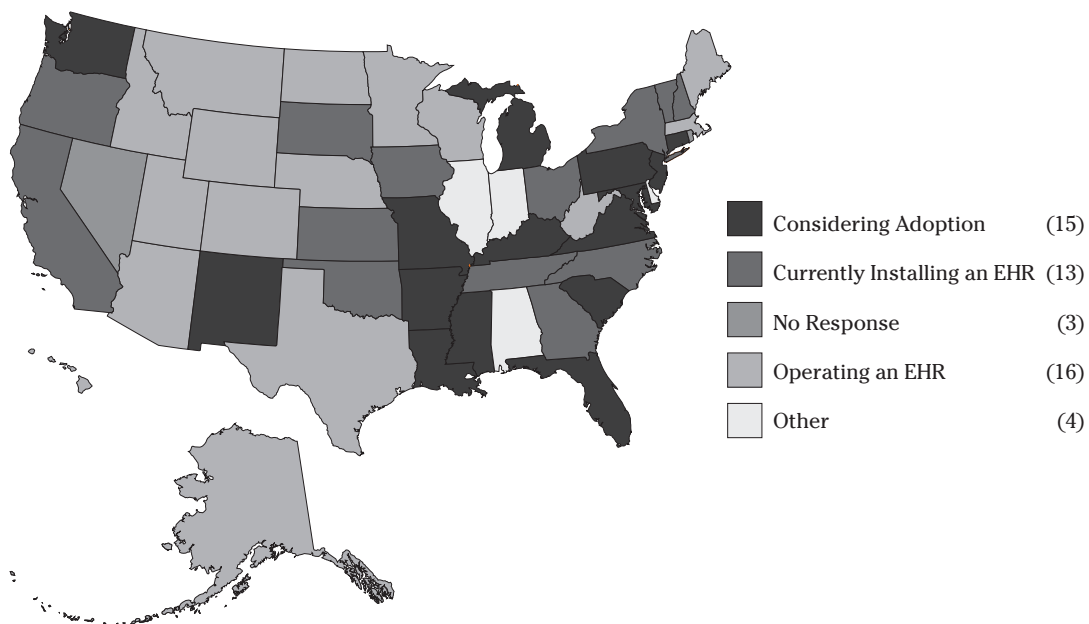 Considering Adoption (15)
Currently Installing an EHR (13)
No Response (3)
Operating an EHR (16)
Other (4)